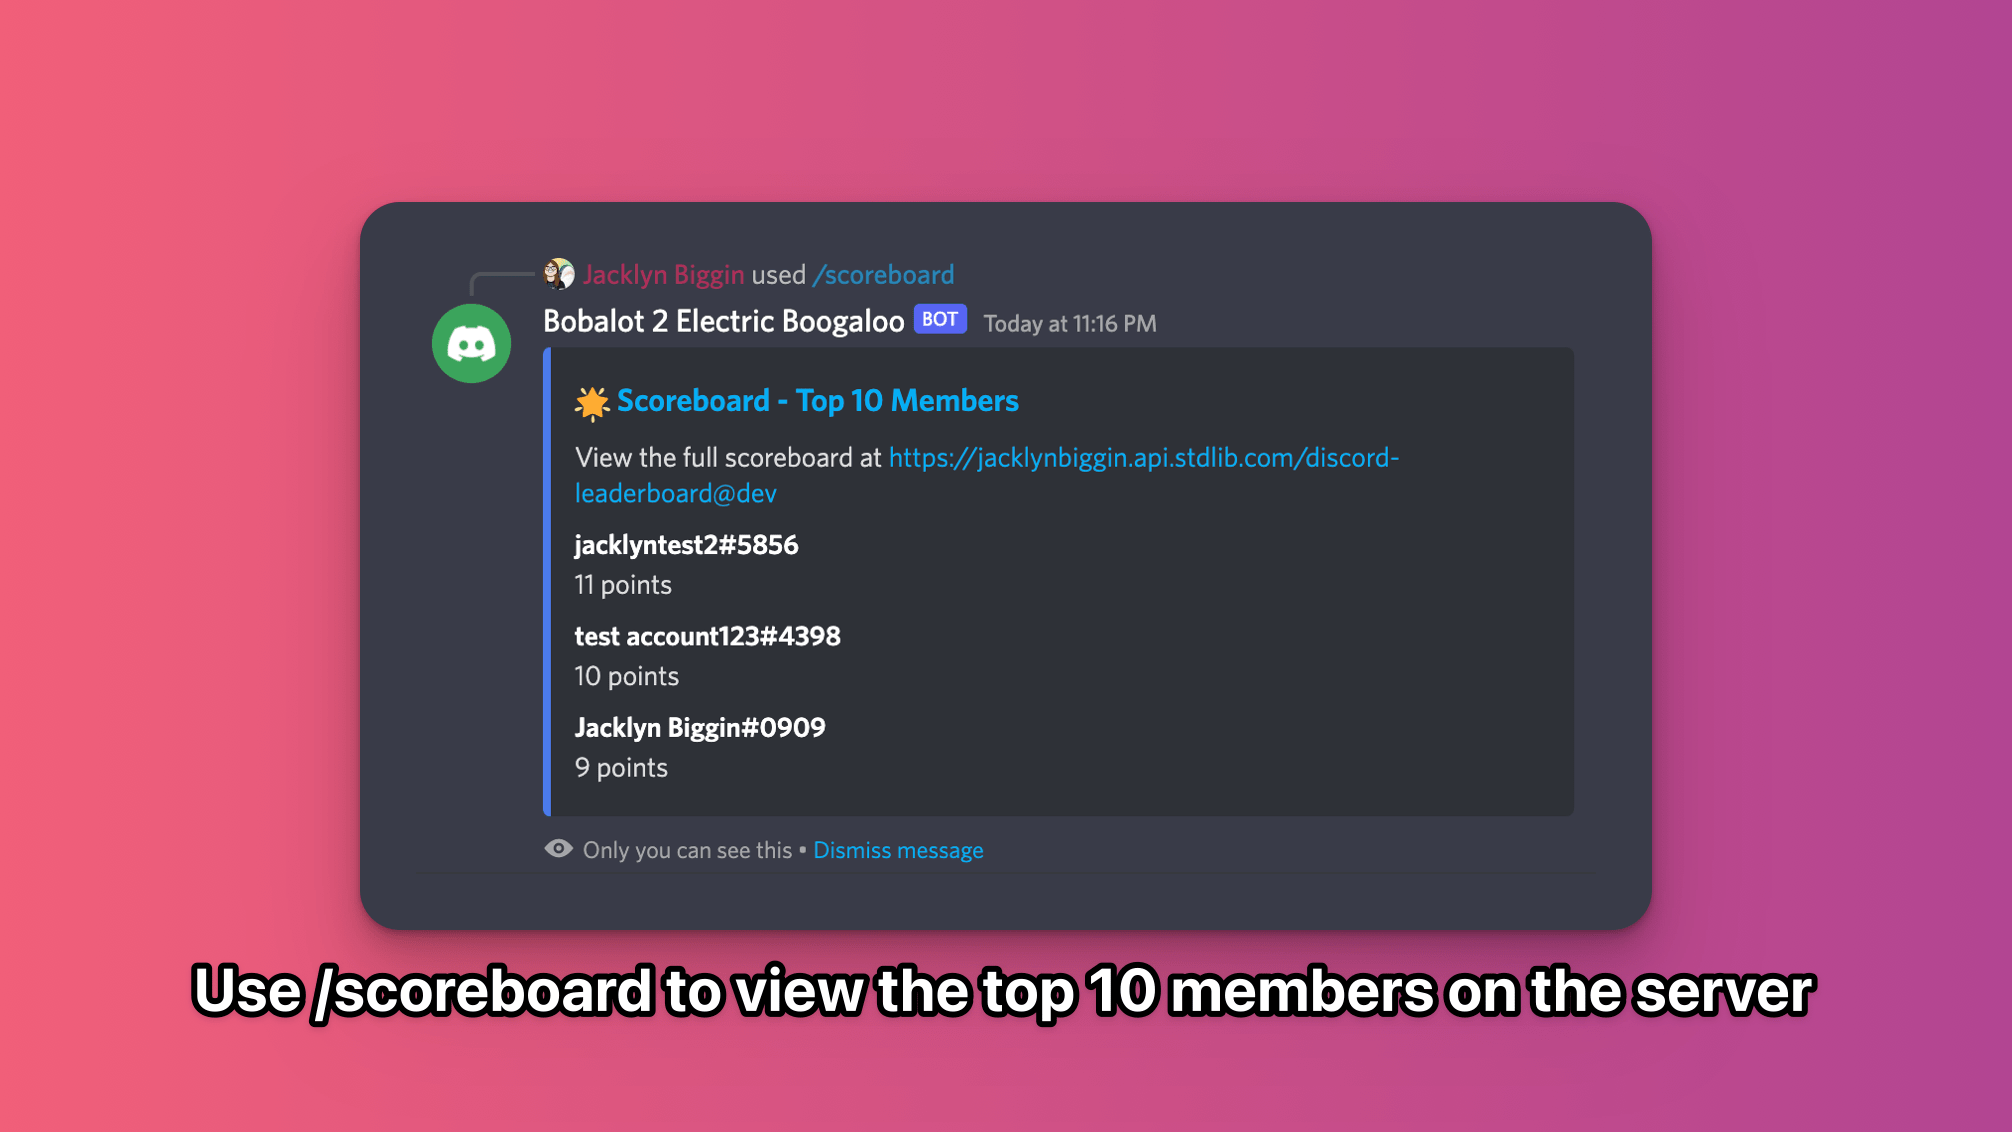 Jacklyn Biggin used /scoreboard
Bobalot 2 Electric Boogaloo BOT Today at 11:16 PM
Scoreboard - Top 10 Members
View the full scoreboard at https://jacklynbiggin.api.stdlib.com/discord-
leaderboard@dev
jacklyntest2#5856
11 points
test account123#4398
10 points
Jacklyn Biggin#0909
9 points
Only you can see this • Dismiss message
Use /scoreboard to view the top 10 members on the server